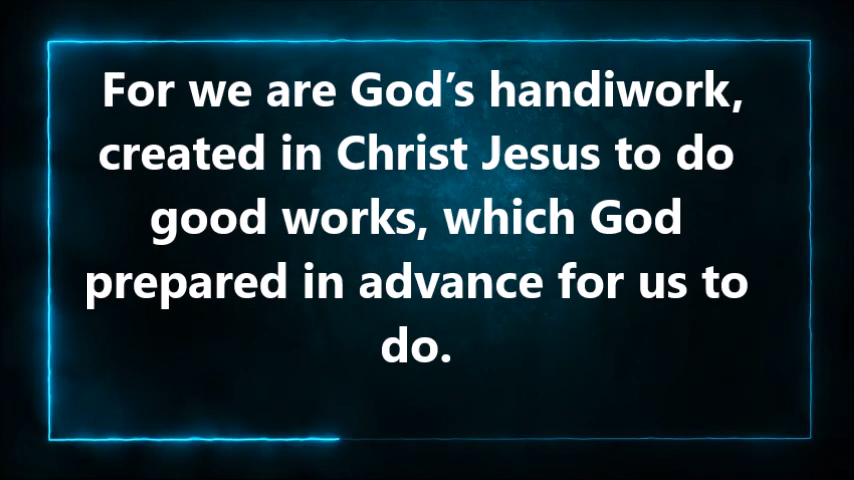 For we are God’s handiwork,
created in Christ Jesus to do
good works, which God
prepared in advance for us to
do.